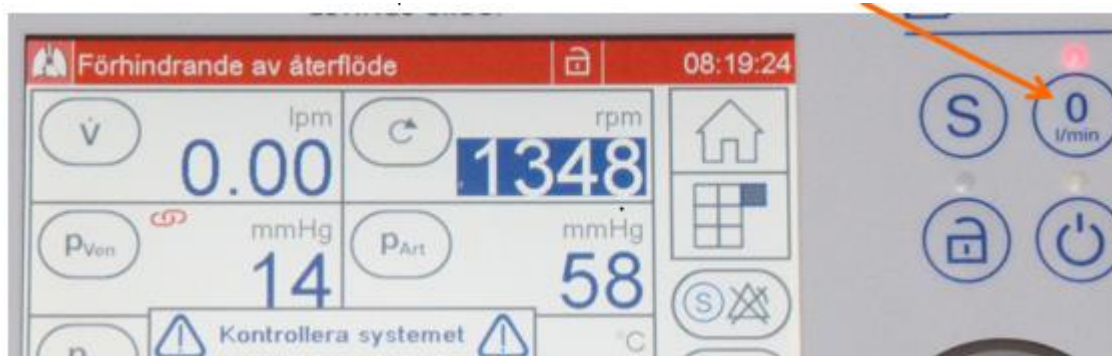 Förhindrande av återflöde 08:19:24
V̇ lpm 0.00 rpm 1348
S 0 l/min
pVen mmHg 14 pArt mmHg 58
S
Kontrollera systemet °C